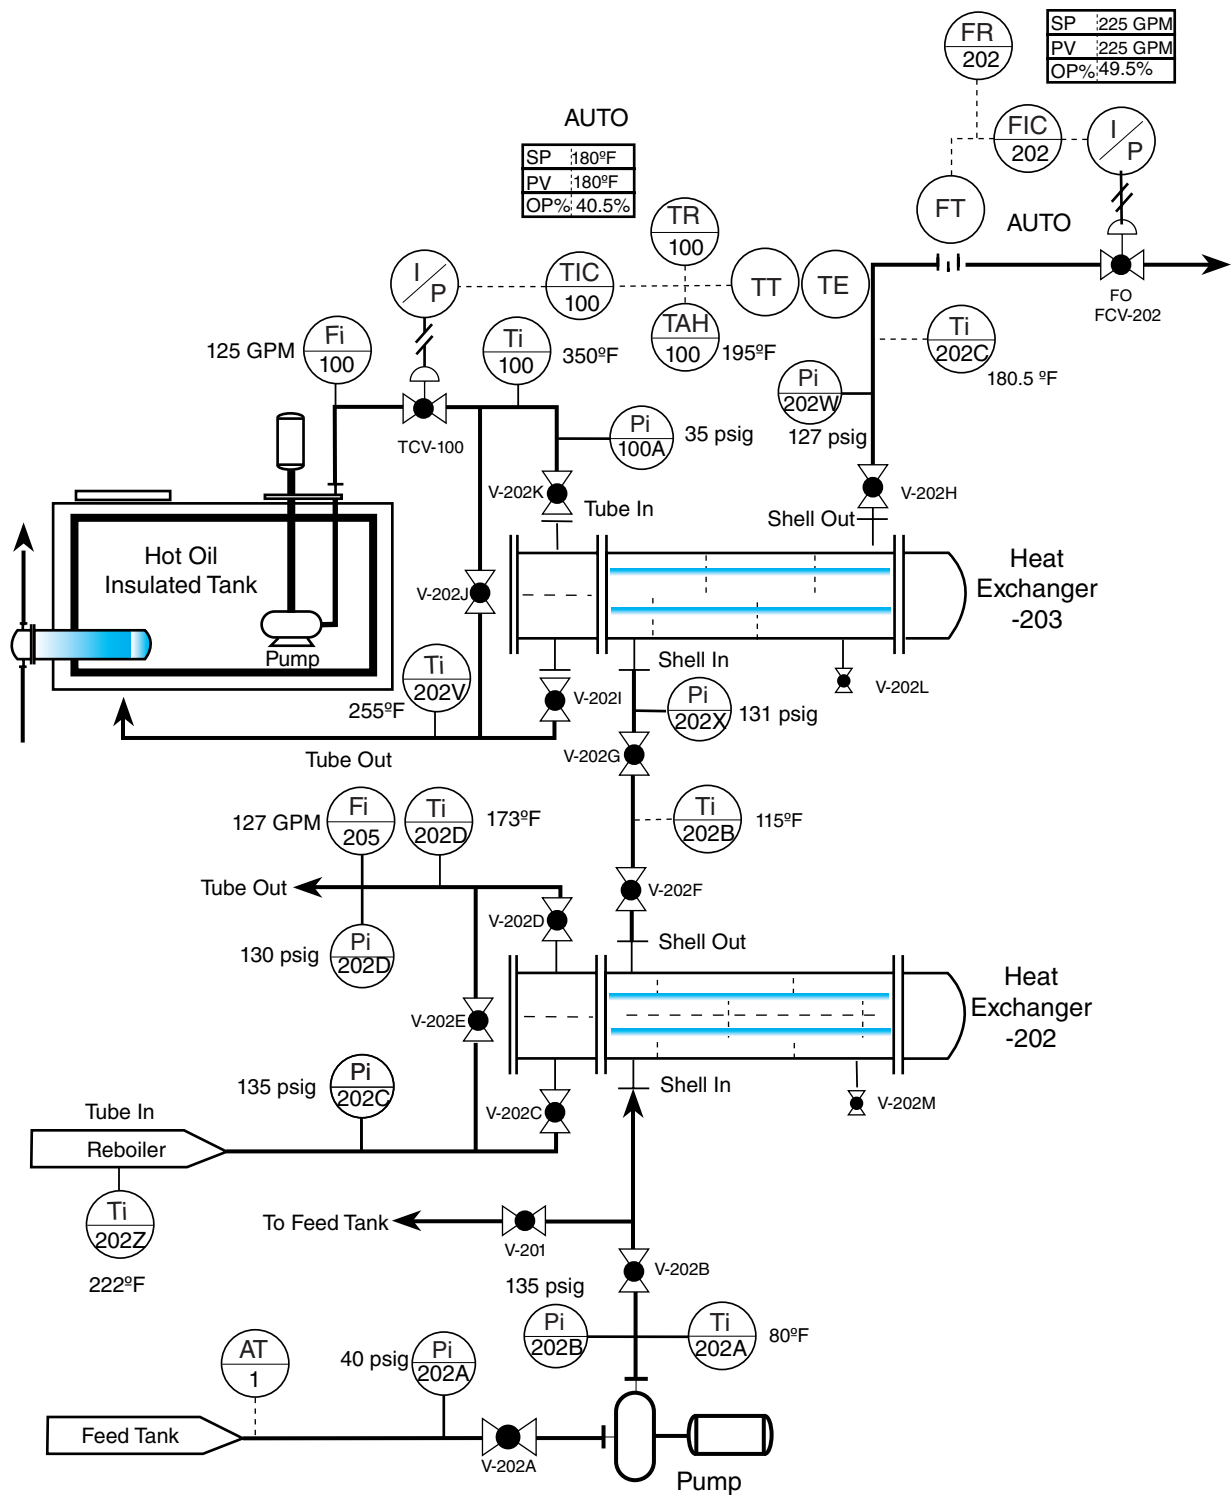 FR
202
SP 225 GPM
PV 225 GPM
OP% 49.5%
AUTO
FIC
202
I/P
SP 180ºF
PV 180ºF
OP% 40.5%
TR
100
FT
AUTO
I/P
TIC
100
TT
TE
FO
FCV-202
125 GPM
Fi
100
Ti
100
350ºF
TAH
100
195ºF
Ti
202C
180.5 ºF
Pi
202W
127 psig
TCV-100
Pi
100A
35 psig
V-202K
Tube In
Shell Out
V-202H
Hot Oil
Insulated Tank
V-202J
Heat
Exchanger
-203
Pump
Ti
202V
255ºF
Shell In
V-202I
V-202L
Pi
202X
131 psig
V-202G
Tube Out
127 GPM
Fi
205
Ti
202D
173ºF
Ti
202B
115ºF
Tube Out
V-202F
V-202D
130 psig
Pi
202D
Shell Out
Heat
Exchanger
-202
V-202E
135 psig
Pi
202C
Shell In
V-202C
V-202M
Tube In
Reboiler
Ti
202Z
222ºF
To Feed Tank
V-201
V-202B
135 psig
Pi
202B
Ti
202A
80ºF
AT
1
40 psig
Pi
202A
Feed Tank
V-202A
Pump